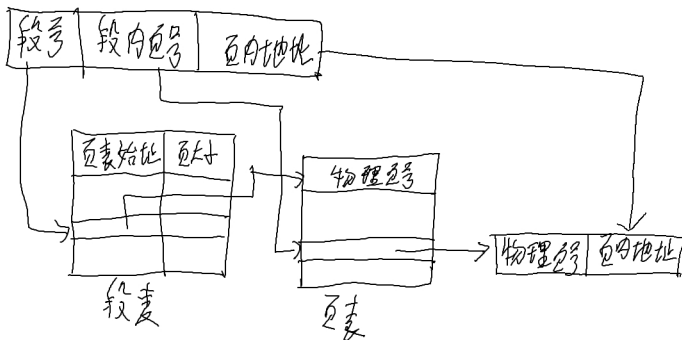 段号 段内页号 页内地址
页表始址 页大小
物理页号
物理页号 页内地址
段表
页表